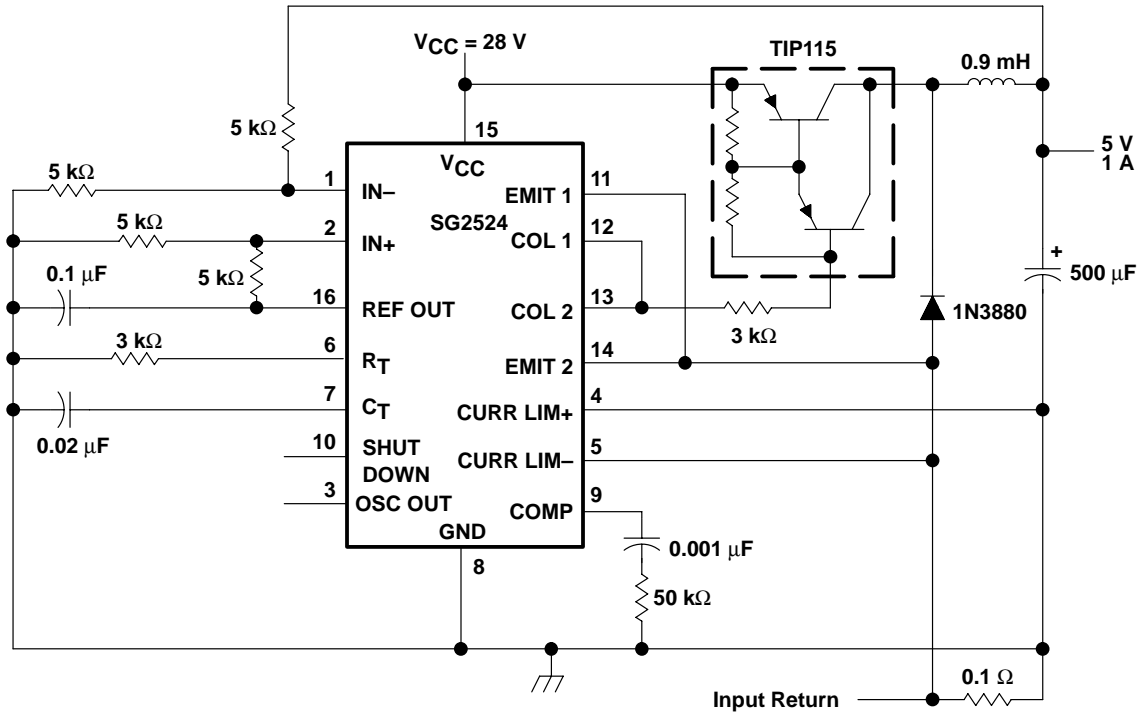 VCC = 28 V
TIP115
0.9 mH
5 kΩ
15
5 V
1 A
5 kΩ
1
VCC
11
IN–
EMIT 1
SG2524
5 kΩ
2
12
IN+
COL 1
0.1 µF
5 kΩ
16
13
REF OUT
COL 2
3 kΩ
+
500 µF
1N3880
3 kΩ
6
14
RT
EMIT 2
7
4
CT
CURR LIM+
0.02 µF
10
5
SHUT
DOWN
CURR LIM–
3
9
OSC OUT
COMP
GND
8
0.001 µF
50 kΩ
0.1 Ω
Input Return